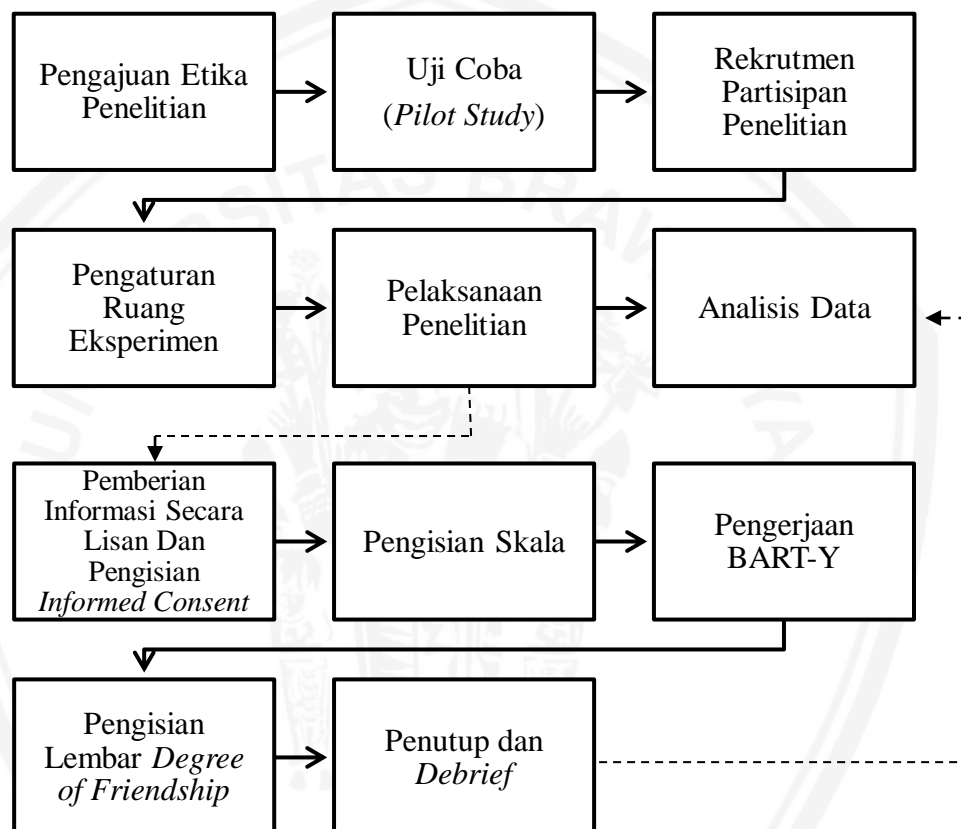 Pengajuan Etika
Penelitian
Uji Coba
(Pilot Study)
Rekrutmen
Partisipan
Penelitian
Pengaturan
Ruang
Eksperimen
Pelaksanaan
Penelitian
Analisis Data
Pemberian
Informasi Secara
Lisan Dan
Pengisian
Informed Consent
Pengisian Skala
Pengerjaan
BART-Y
Pengisian
Lembar Degree
of Friendship
Penutup dan
Debrief